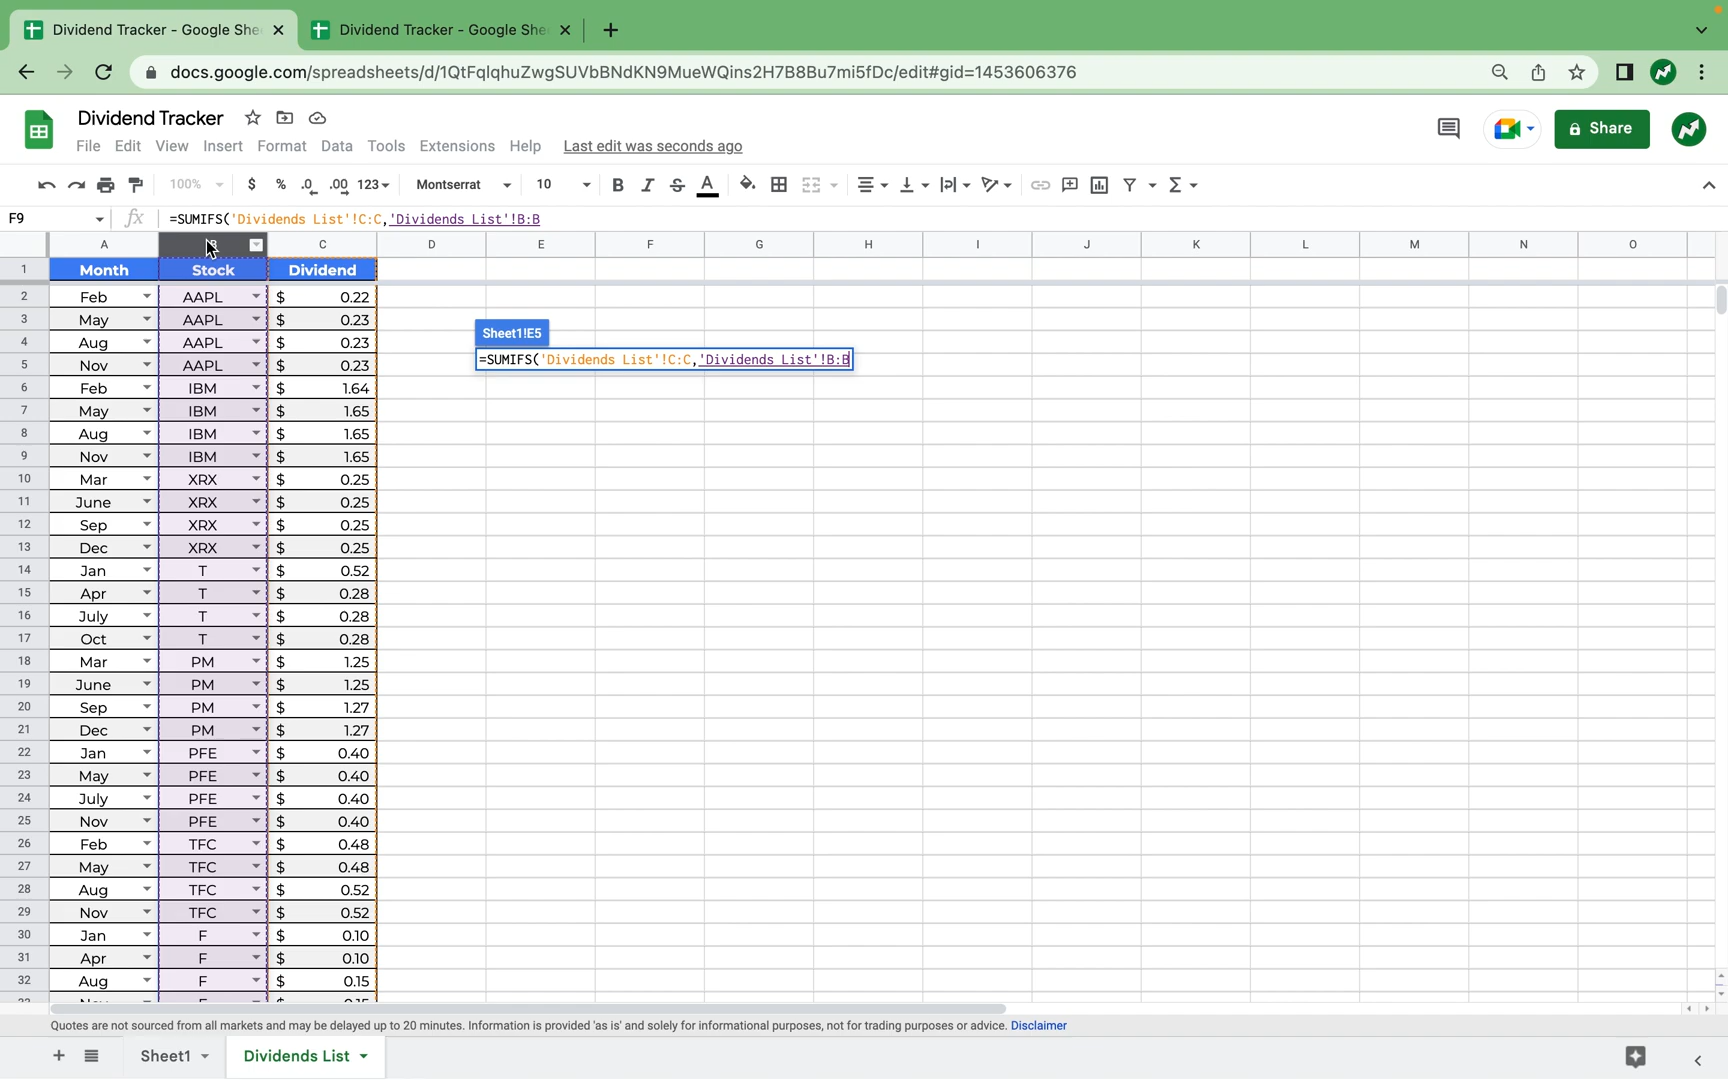 Dividend Tracker - Google She
Dividend Tracker - Google She
docs.google.com/spreadsheets/d/1QtFqlqhuZwgSUVbBNdKN9MueWQins2H7B8Bu7mi5fDc/edit#gid=1453606376
Dividend Tracker
File Edit View Insert Format Data Tools Extensions Help Last edit was seconds ago
Share
100% $ % .0 .00 123 Montserrat 10 B I S A
F9 fx =SUMIFS('Dividends List'!C:C,'Dividends List'!B:B
A B C D E F G H I J K L M N O
1 Month Stock Dividend
2 Feb AAPL $ 0.22
3 May AAPL $ 0.23
Sheet1!E5
4 Aug AAPL $ 0.23
=SUMIFS('Dividends List'!C:C,'Dividends List'!B:B
5 Nov AAPL $ 0.23
6 Feb IBM $ 1.64
7 May IBM $ 1.65
8 Aug IBM $ 1.65
9 Nov IBM $ 1.65
10 Mar XRX $ 0.25
11 June XRX $ 0.25
12 Sep XRX $ 0.25
13 Dec XRX $ 0.25
14 Jan T $ 0.52
15 Apr T $ 0.28
16 July T $ 0.28
17 Oct T $ 0.28
18 Mar PM $ 1.25
19 June PM $ 1.25
20 Sep PM $ 1.27
21 Dec PM $ 1.27
22 Jan PFE $ 0.40
23 May PFE $ 0.40
24 July PFE $ 0.40
25 Nov PFE $ 0.40
26 Feb TFC $ 0.48
27 May TFC $ 0.48
28 Aug TFC $ 0.52
29 Nov TFC $ 0.52
30 Jan F $ 0.10
31 Apr F $ 0.10
32 Aug F $ 0.15
Quotes are not sourced from all markets and may be delayed up to 20 minutes. Information is provided 'as is' and solely for informational purposes, not for trading purposes or advice. Disclaimer
Sheet1 Dividends List